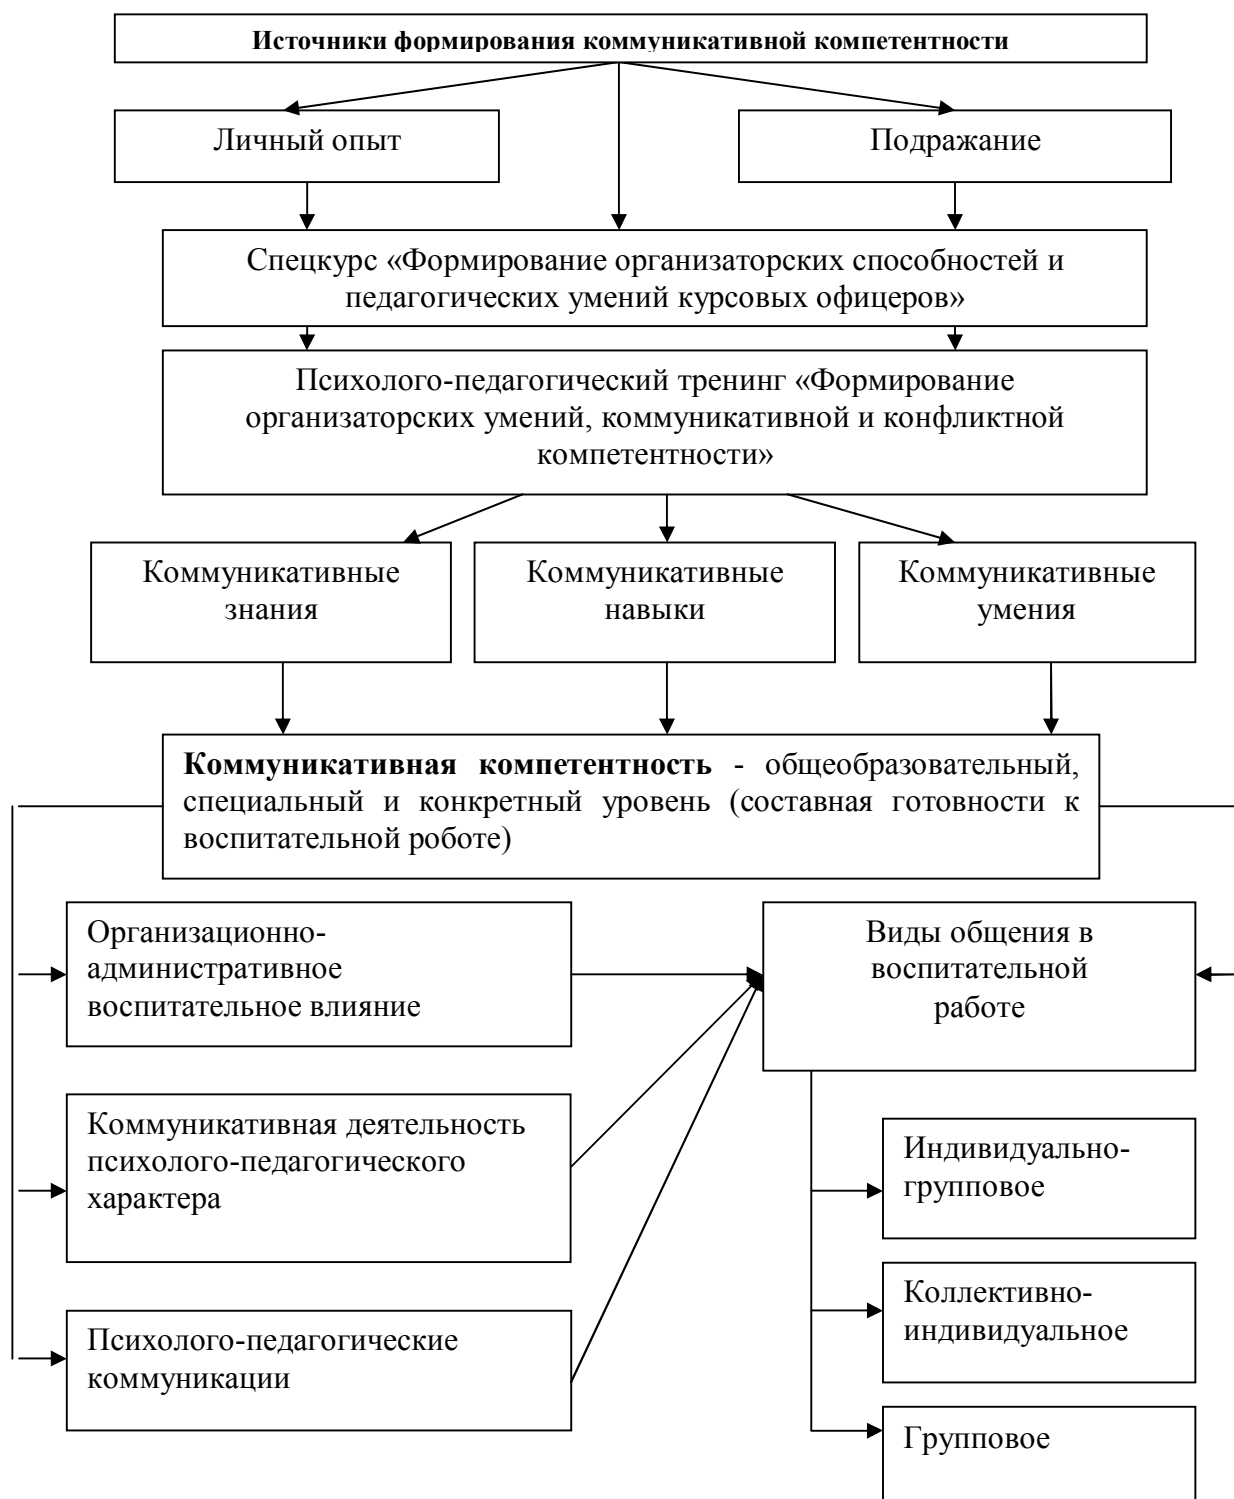 Источники формирования коммуникативной компетентности
Личный опыт
Подражание
Спецкурс «Формирование организаторских способностей и
педагогических умений курсовых офицеров»
Психолого-педагогический тренинг «Формирование
организаторских умений, коммуникативной и конфликтной
компетентности»
Коммуникативные
знания
Коммуникативные
навыки
Коммуникативные
умения
Коммуникативная компетентность - общеобразовательный,
специальный и конкретный уровень (составная готовности к
воспитательной роботе)
Организационно-
административное
воспитательное влияние
Виды общения в
воспитательной
работе
Коммуникативная деятельность
психолого-педагогического
характера
Индивидуально-
групповое
Коллективно-
индивидуальное
Психолого-педагогические
коммуникации
Групповое